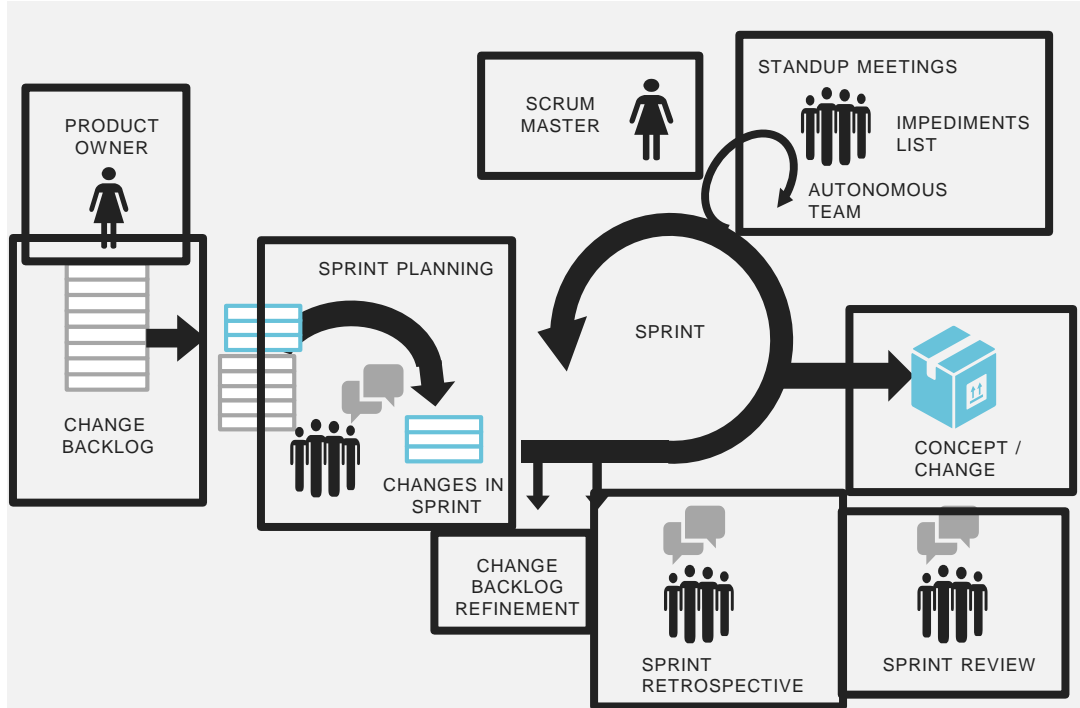 PRODUCT
OWNER
CHANGE
BACKLOG
SPRINT PLANNING
CHANGES IN
SPRINT
SCRUM
MASTER
STANDUP MEETINGS
IMPEDIMENTS
LIST
AUTONOMOUS
TEAM
SPRINT
CONCEPT /
CHANGE
CHANGE
BACKLOG
REFINEMENT
SPRINT
RETROSPECTIVE
SPRINT REVIEW